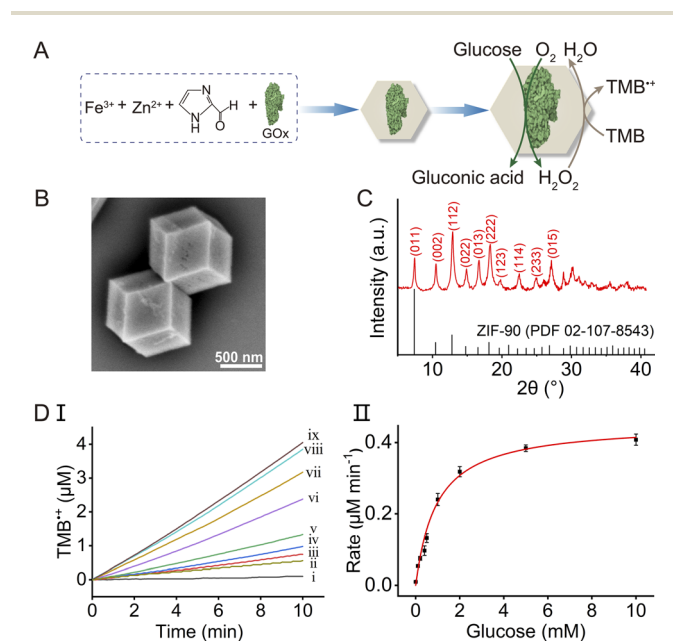 A
Fe³⁺ + Zn²⁺ + N NH H O + GOx
Glucose O₂ H₂O
TMB•⁺
TMB
Gluconic acid H₂O₂
B
500 nm
C
Intensity (a.u.)
(011)
(002)
(112)
(022)
(013)
(222)
(123)
(114)
(233)
(015)
ZIF-90 (PDF 02-107-8543)
10 20 30 40
2θ (°)
D I
TMB•⁺ (μM)
4
3
2
1
0
ix
viii
vii
vi
v
iv
iii
ii
i
0 2 4 6 8 10
Time (min)
II
Rate (μM min⁻¹)
0.4
0.2
0.0
0 2 4 6 8 10
Glucose (mM)